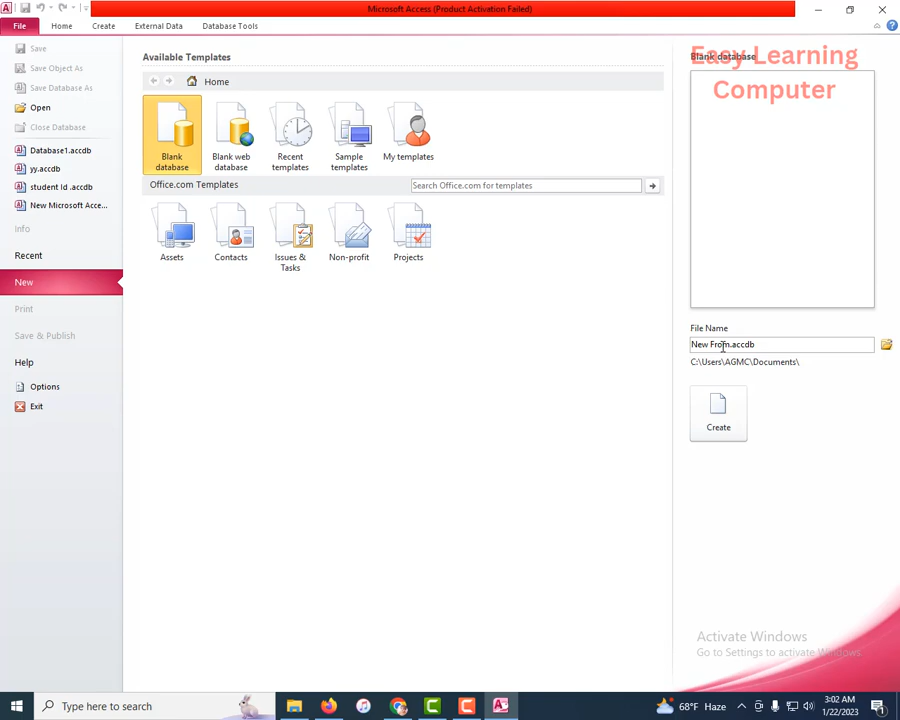 Microsoft Access (Product Activation Failed)
File Home Create External Data Database Tools
Save
Save Object As
Save Database As
Open
Close Database
Database1.accdb
yy.accdb
student Id .accdb
New Microsoft Acce...
Info
Recent
New
Print
Save & Publish
Help
Options
Exit
Available Templates
Home
Blank database
Blank web database
Recent templates
Sample templates
My templates
Office.com Templates
Search Office.com for templates
Assets
Contacts
Issues & Tasks
Non-profit
Projects
Easy Learning
Computer
Blank database
File Name
New From.accdb
C:\Users\AGMC\Documents\
Create
Activate Windows
Go to Settings to activate Windows.
Type here to search
68°F Haze
3:02 AM
1/22/2023
1